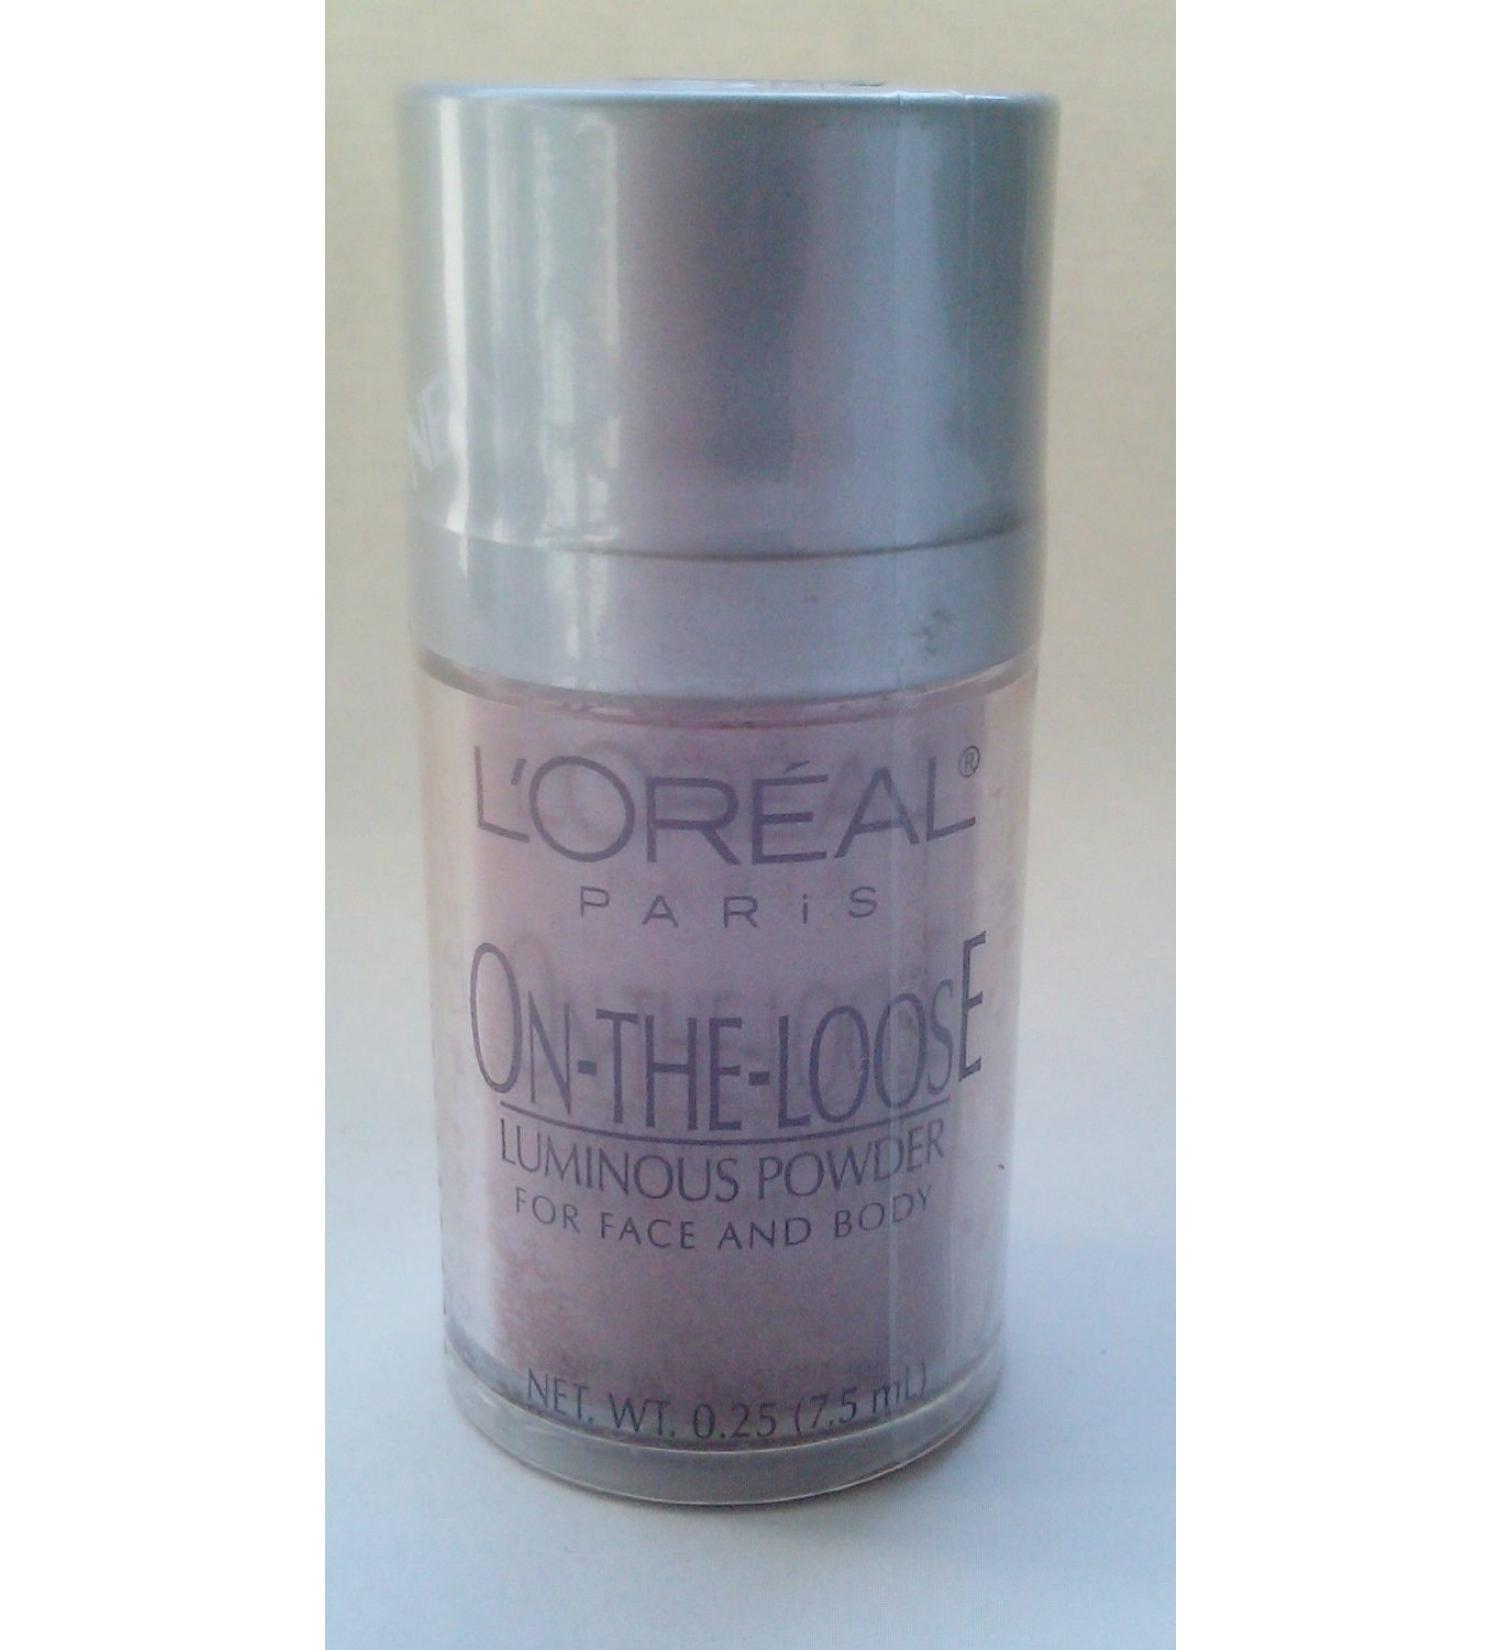 L'ORÉAL®
PARiS
ON-THE-LOOSE
LUMINOUS POWDER
FOR FACE AND BODY
NET. WT. 0.25 (7.5 mL)